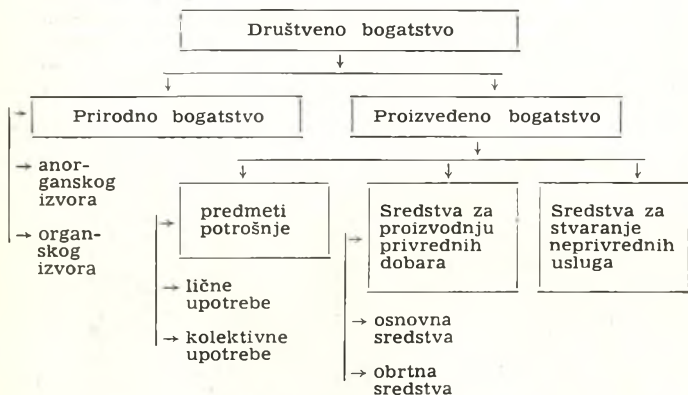 Društveno bogatstvo
Prirodno bogatstvo
Proizvedeno bogatstvo
anor-
ganskog
izvora
organ-
skog
izvora
predmeti
potrošnje
lične
upotrebe
kolektivne
upotrebe
Sredstva za
proizvodnju
privrednih
dobara
osnovna
sredstva
obrtna
sredstva
Sredstva za
stvaranje
neprivrednih
usluga